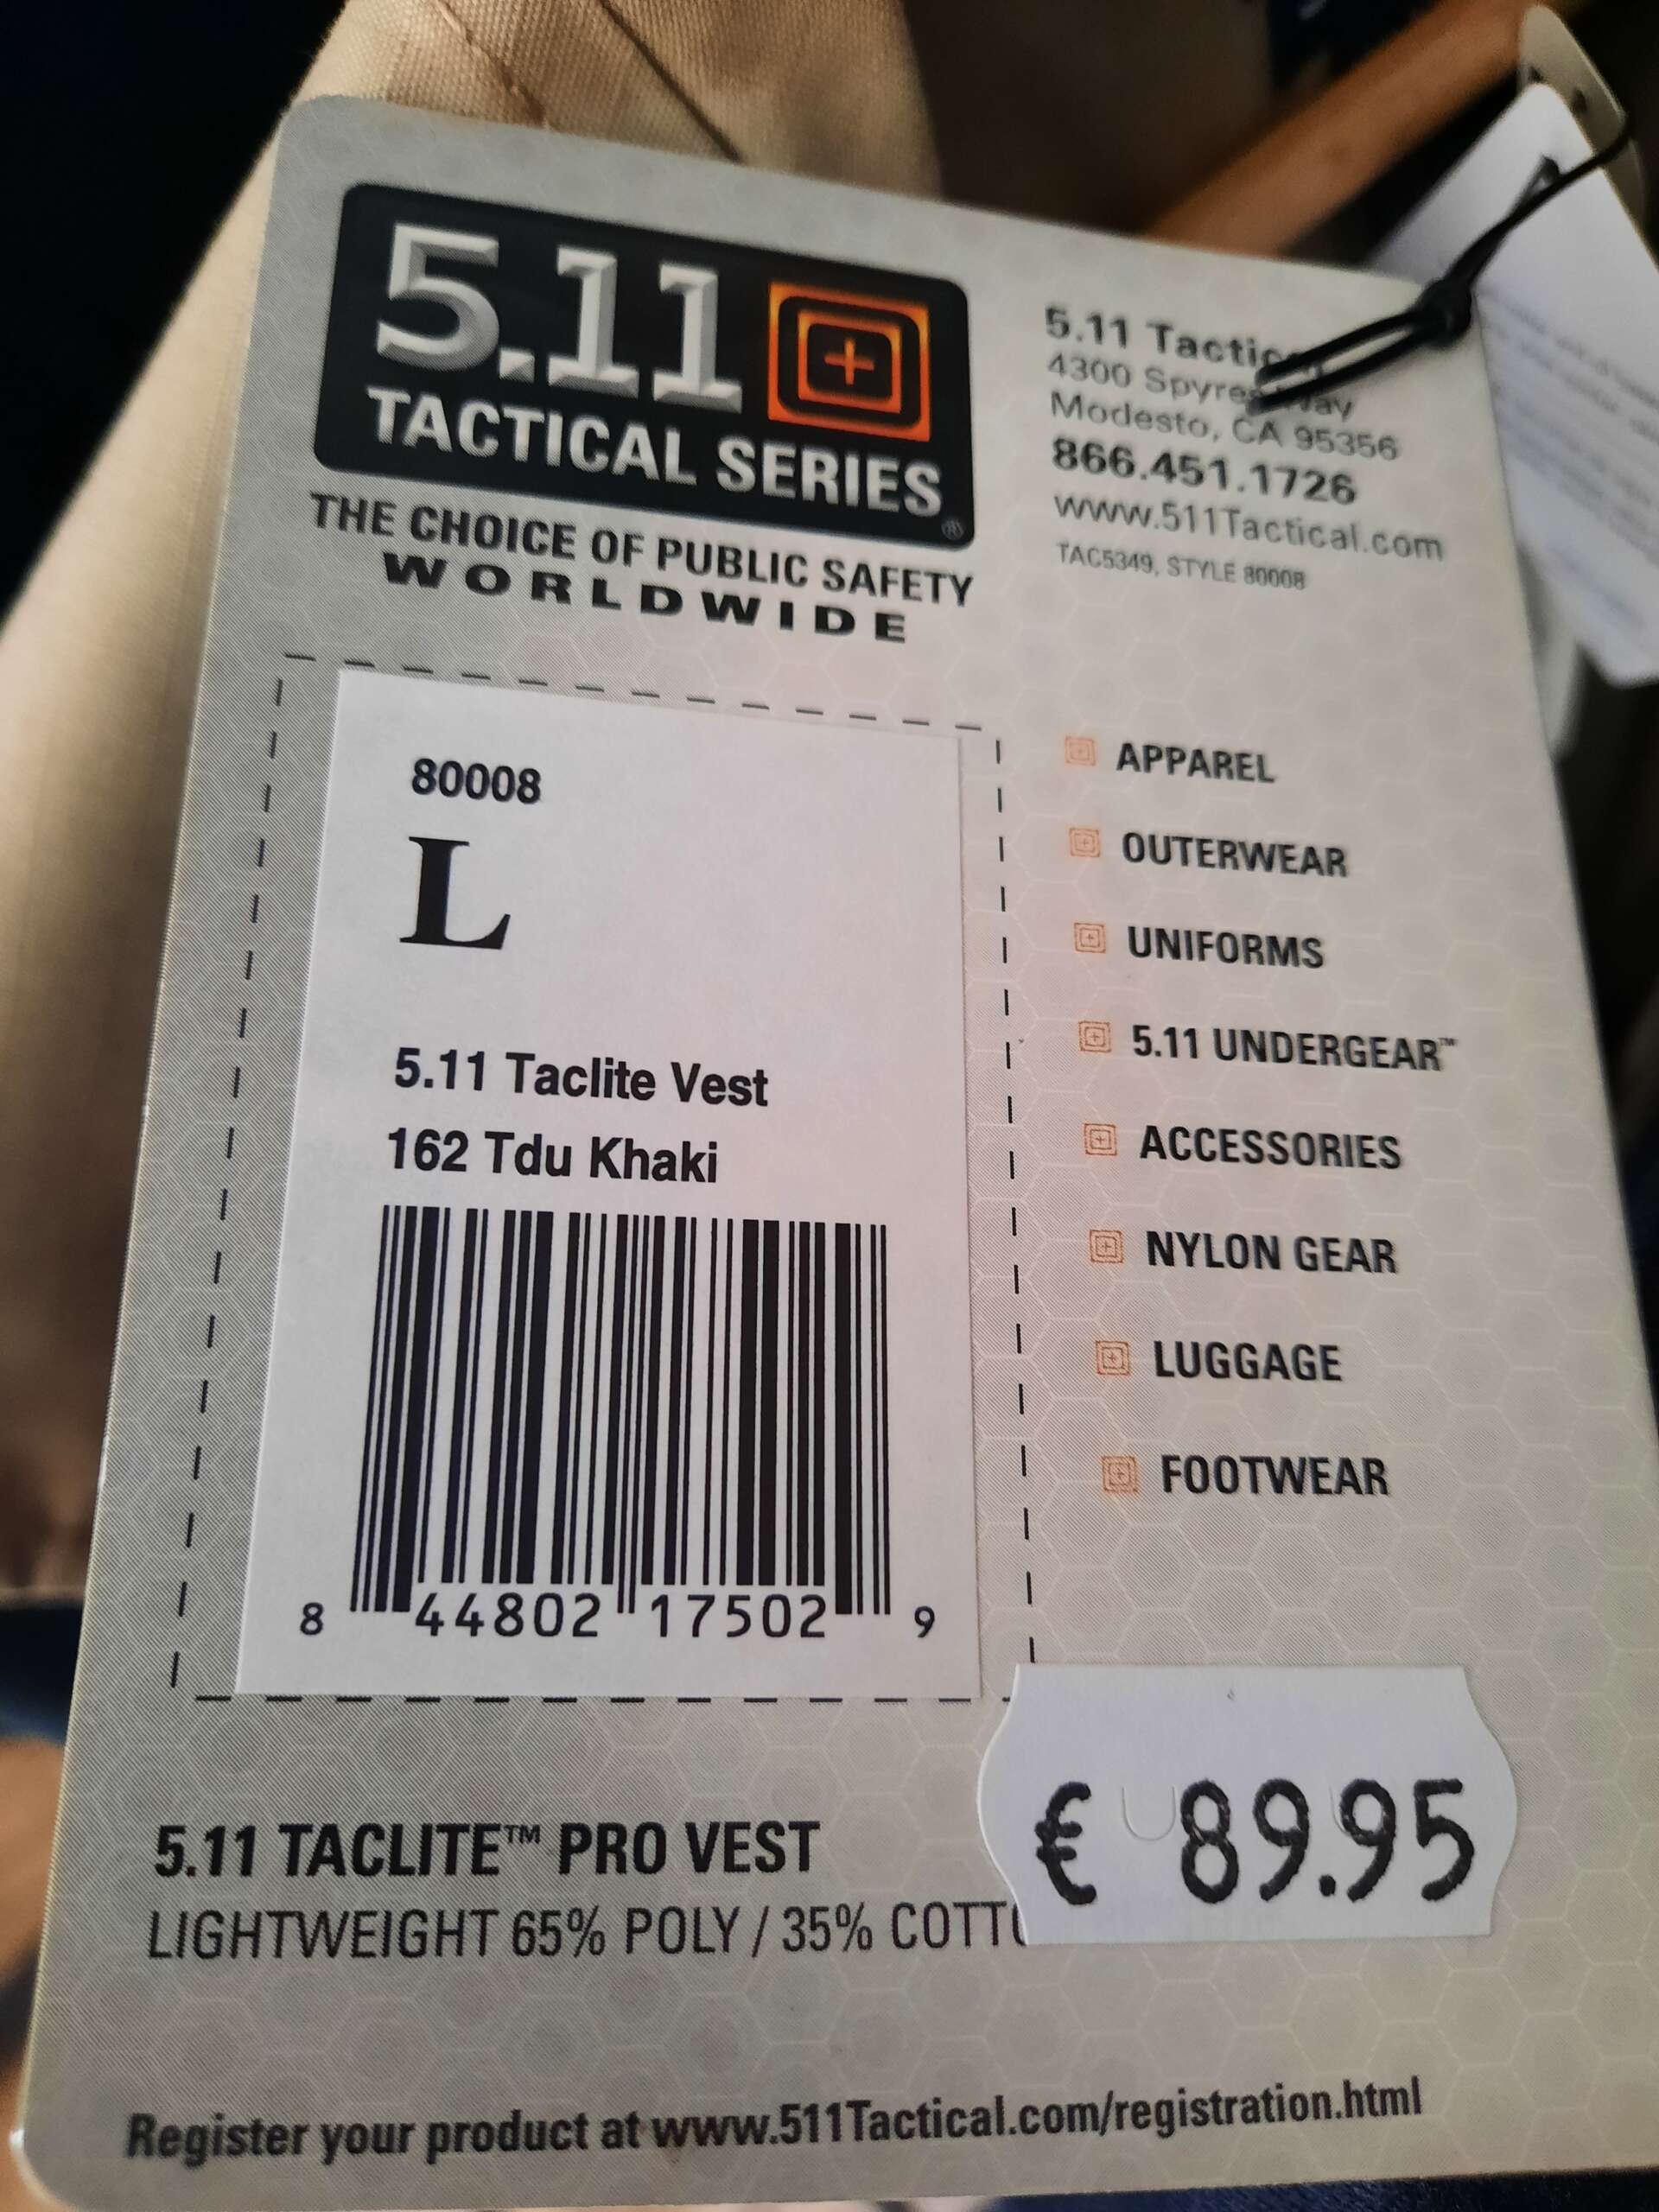 5.11
TACTICAL SERIES®
THE CHOICE OF PUBLIC SAFETY
WORLDWIDE
5.11 Tactical
4300 Spyres Way
Modesto, CA 95356
866.451.1726
www.511Tactical.com
TAC5349, STYLE 80008
80008
L
5.11 Taclite Vest
162 Tdu Khaki
8 44802 17502 9
APPAREL
OUTERWEAR
UNIFORMS
5.11 UNDERGEAR™
ACCESSORIES
NYLON GEAR
LUGGAGE
FOOTWEAR
€ 89.95
5.11 TACLITE™ PRO VEST
LIGHTWEIGHT 65% POLY / 35% COTTO
Register your product at www.511Tactical.com/registration.html